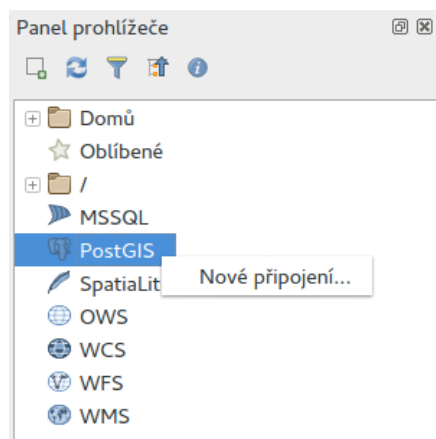 Panel prohlížeče
Domů
Oblíbené
/
MSSQL
PostGIS
Nové připojení...
SpatiaLit
OWS
WCS
WFS
WMS